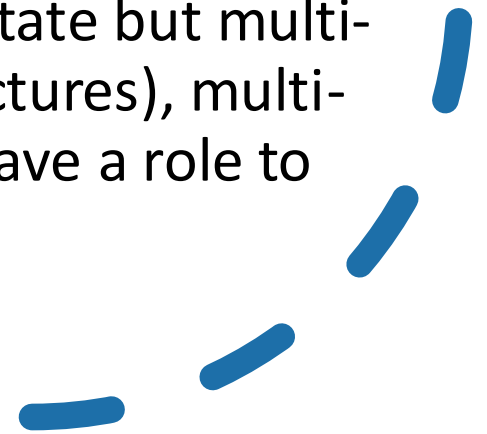 tate but multi-
ctures), multi-
ave a role to